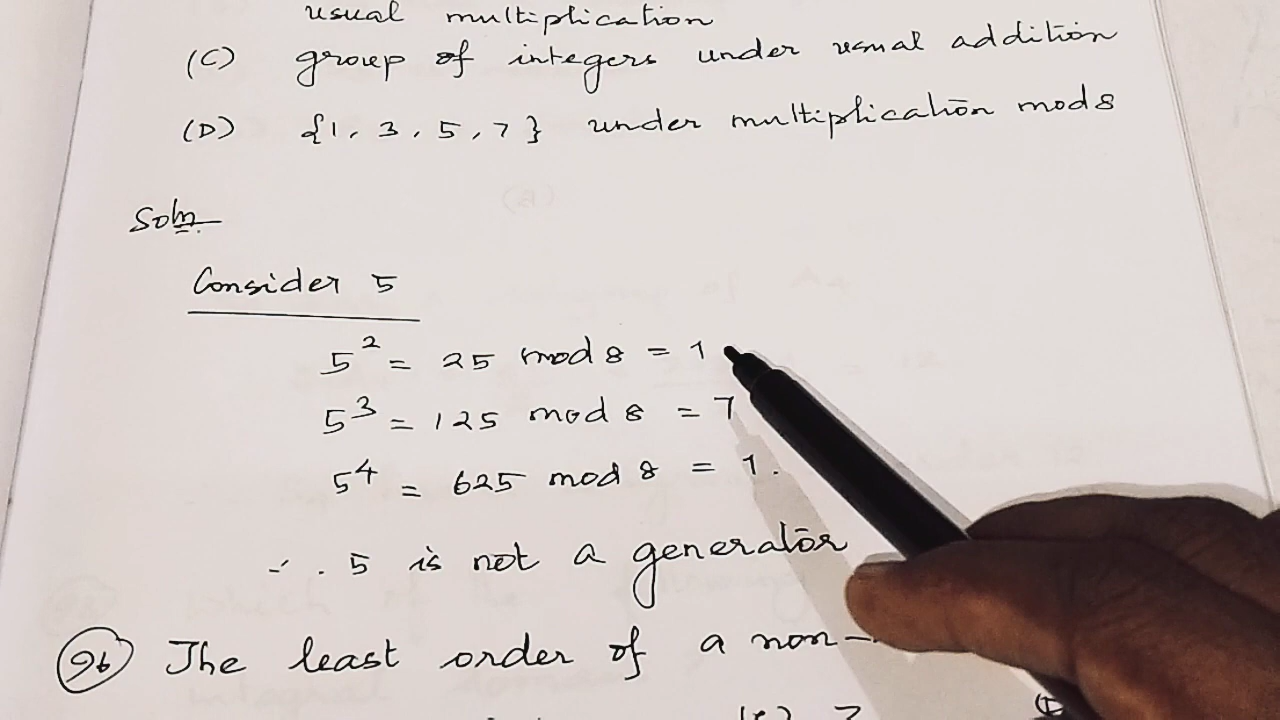 usual multiplication
(C) group of integers under usual addition
(D) {1, 3, 5, 7} under multiplication mod 8
Soln.
Consider 5
5² = 25 mod 8 = 1
5³ = 125 mod 8 = 7
5⁴ = 625 mod 8 = 1.
∴ 5 is not a generator
96 The least order of a non-